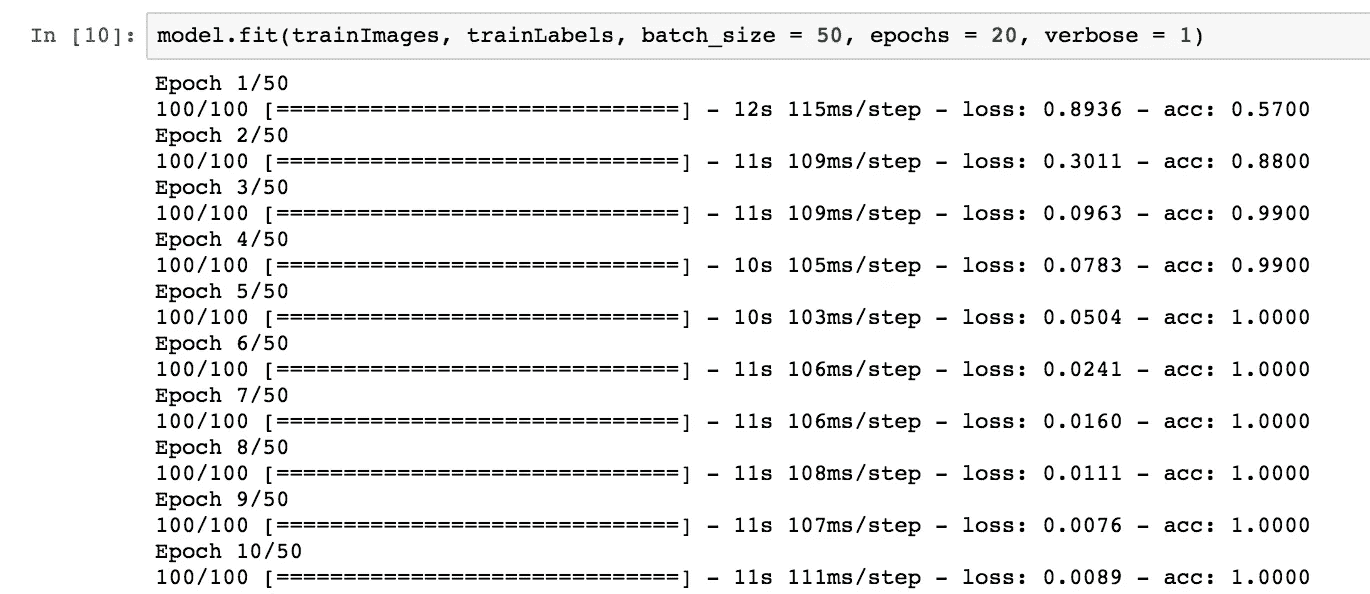 In [10]: model.fit(trainImages, trainLabels, batch_size = 50, epochs = 20, verbose = 1)
Epoch 1/50
100/100 [==============================] - 12s 115ms/step - loss: 0.8936 - acc: 0.5700
Epoch 2/50
100/100 [==============================] - 11s 109ms/step - loss: 0.3011 - acc: 0.8800
Epoch 3/50
100/100 [==============================] - 11s 109ms/step - loss: 0.0963 - acc: 0.9900
Epoch 4/50
100/100 [==============================] - 10s 105ms/step - loss: 0.0783 - acc: 0.9900
Epoch 5/50
100/100 [==============================] - 10s 103ms/step - loss: 0.0504 - acc: 1.0000
Epoch 6/50
100/100 [==============================] - 11s 106ms/step - loss: 0.0241 - acc: 1.0000
Epoch 7/50
100/100 [==============================] - 11s 106ms/step - loss: 0.0160 - acc: 1.0000
Epoch 8/50
100/100 [==============================] - 11s 108ms/step - loss: 0.0111 - acc: 1.0000
Epoch 9/50
100/100 [==============================] - 11s 107ms/step - loss: 0.0076 - acc: 1.0000
Epoch 10/50
100/100 [==============================] - 11s 111ms/step - loss: 0.0089 - acc: 1.0000